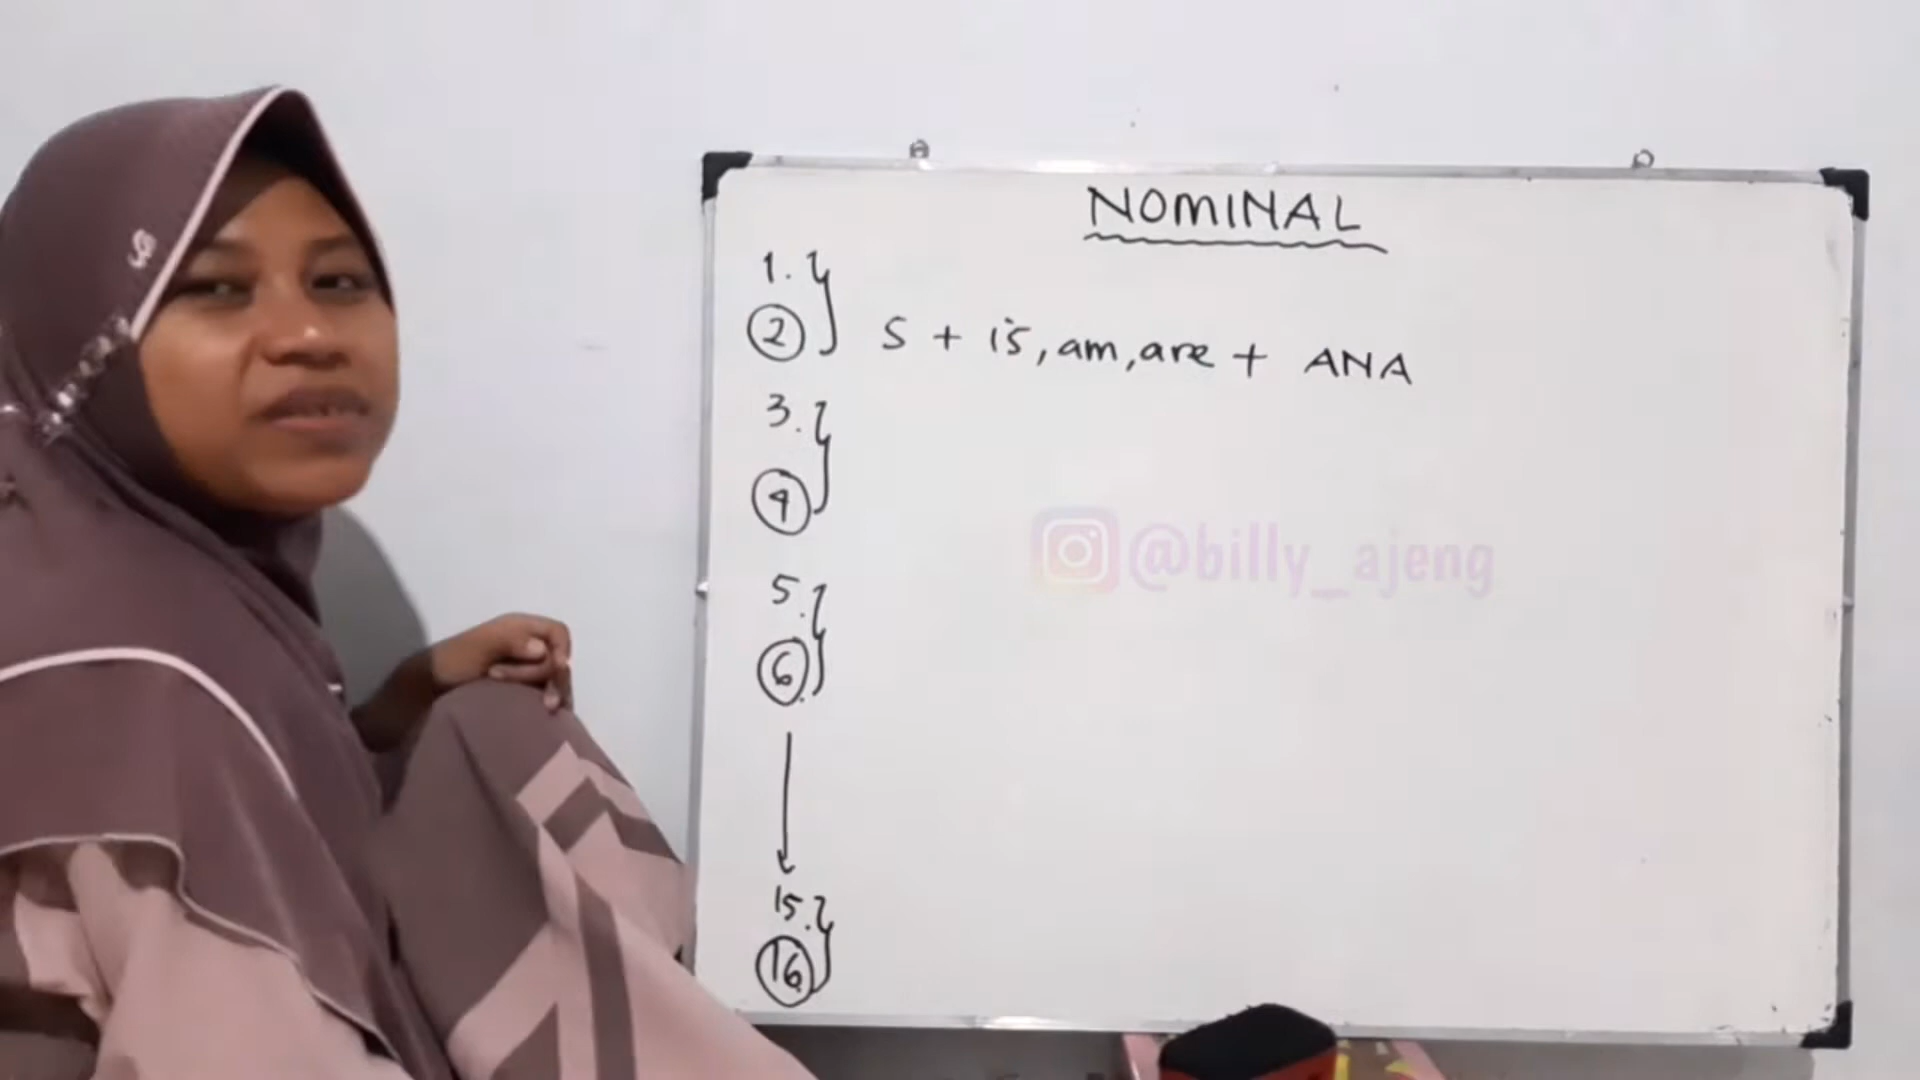 NOMINAL
1.
2 S + is, am, are + ANA
3.
4
@billy_ajeng
5.
6
15.
16